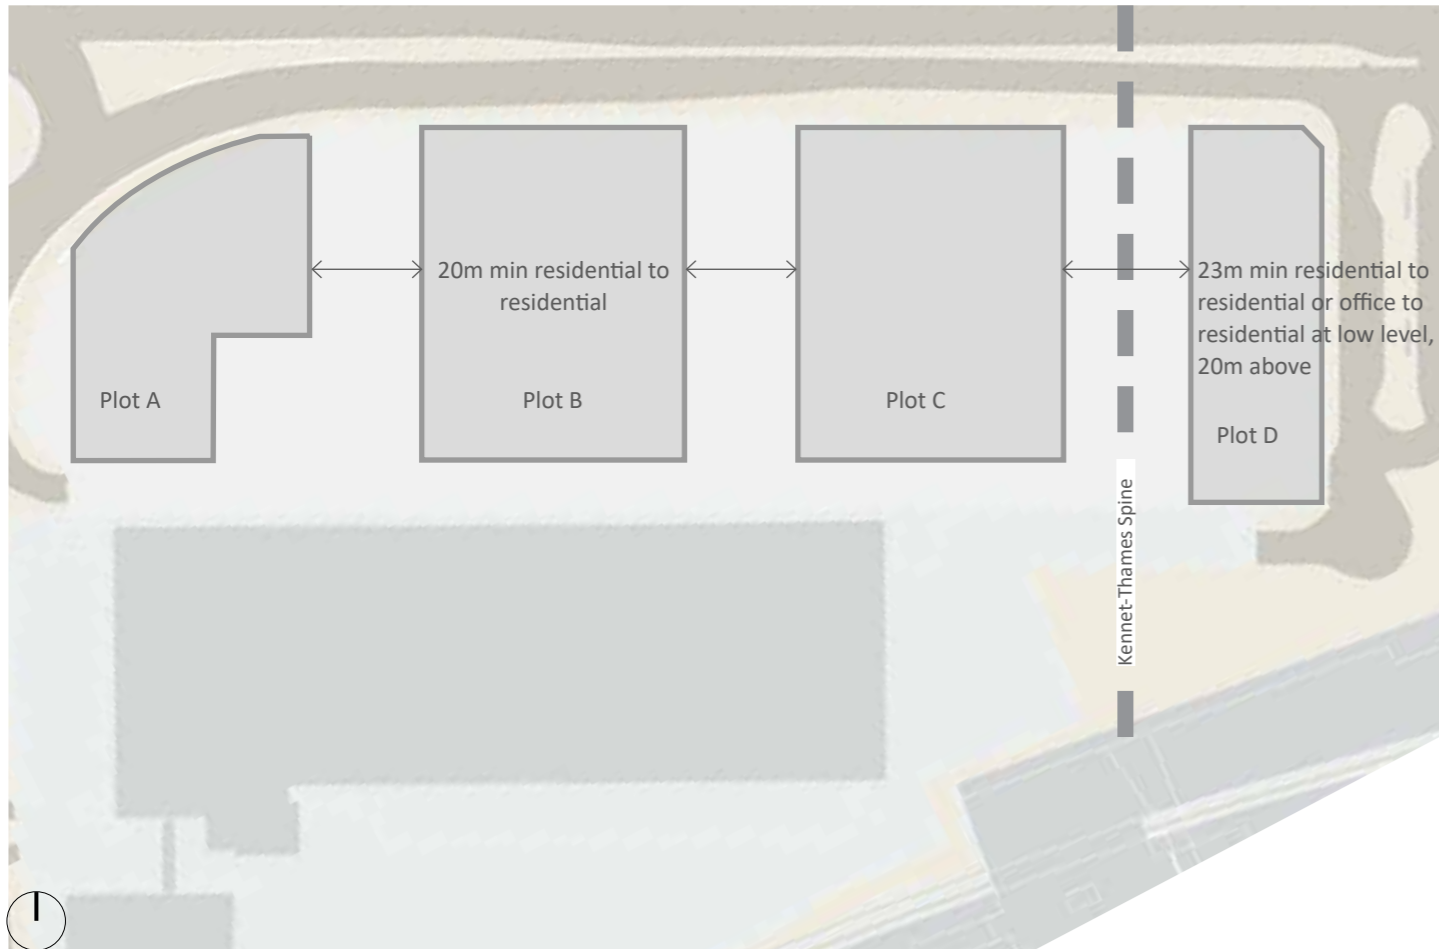 20m min residential to
residential
23m min residential to
residential or office to
residential at low level,
20m above
Plot A
Plot B
Plot C
Plot D
Kennet-Thames Spine